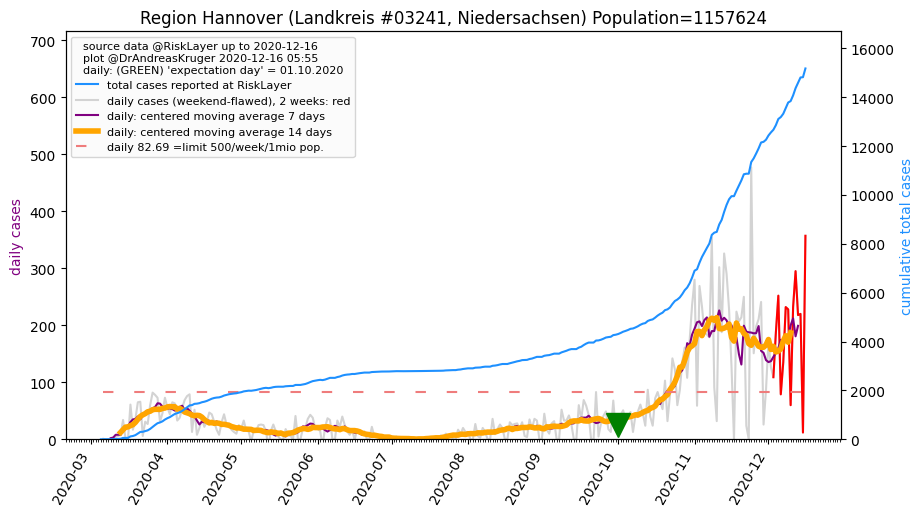 Region Hannover (Landkreis #03241, Niedersachsen) Population=1157624
source data @RiskLayer up to 2020-12-16
plot @DrAndreasKruger 2020-12-16 05:55
daily: (GREEN) 'expectation day' = 01.10.2020
total cases reported at RiskLayer
daily cases (weekend-flawed), 2 weeks: red
daily: centered moving average 7 days
daily: centered moving average 14 days
daily 82.69 =limit 500/week/1mio pop.
daily cases
700
600
500
400
300
200
100
0
cumulative total cases
16000
14000
12000
10000
8000
6000
4000
2000
0
2020-03
2020-04
2020-05
2020-06
2020-07
2020-08
2020-09
2020-10
2020-11
2020-12